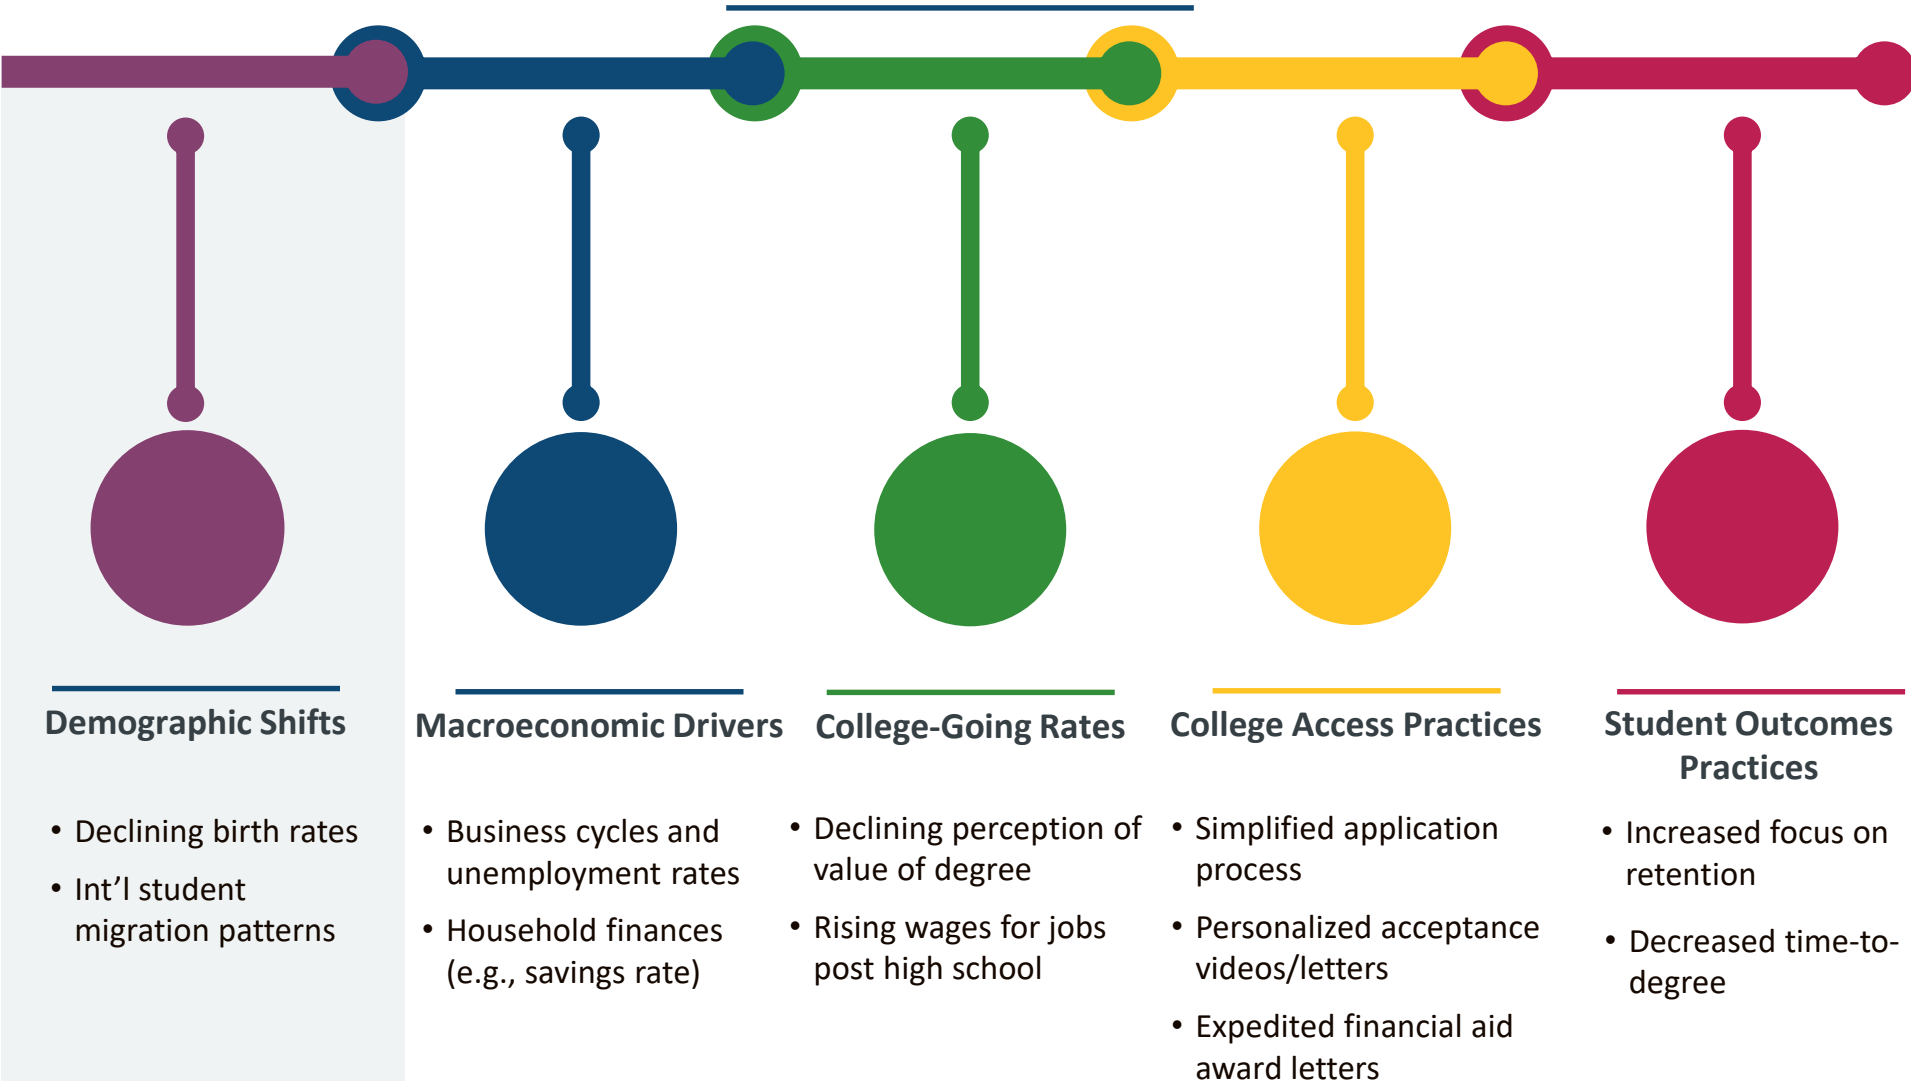 Demographic Shifts
• Declining birth rates
• Int’l student
migration patterns
Macroeconomic Drivers
• Business cycles and
unemployment rates
• Household finances
(e.g., savings rate)
College-Going Rates
• Declining perception of
value of degree
• Rising wages for jobs
post high school
College Access Practices
• Simplified application
process
• Personalized acceptance
videos/letters
• Expedited financial aid
award letters
Student Outcomes
Practices
• Increased focus on
retention
• Decreased time-to-
degree